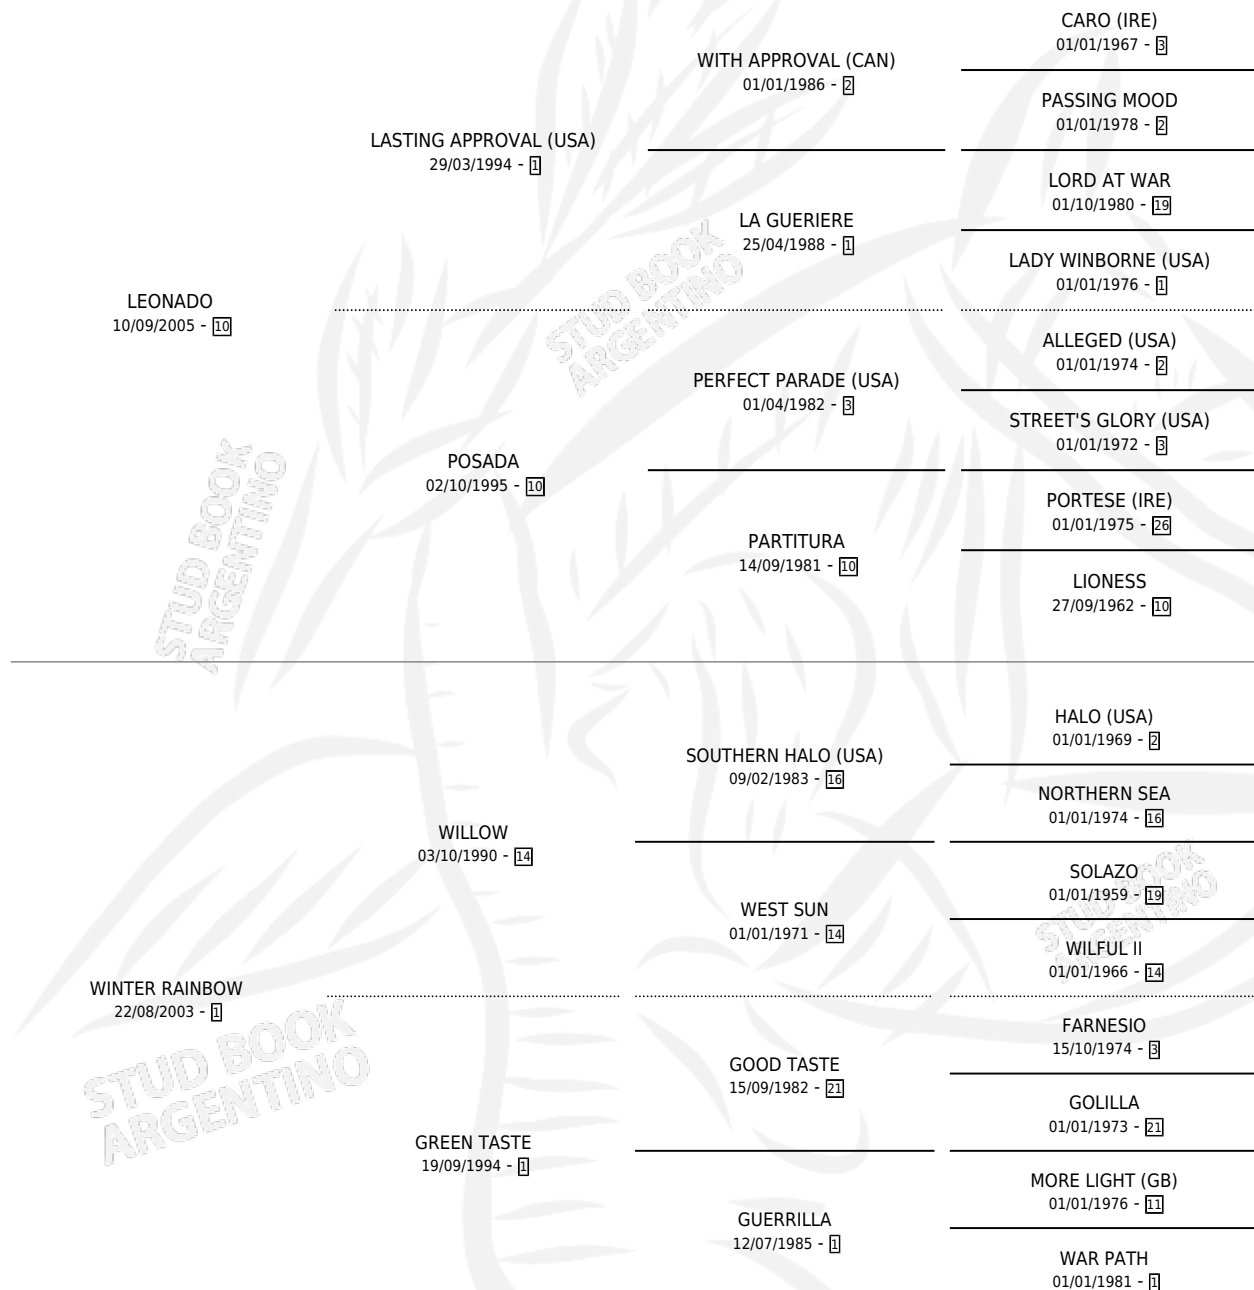 CARO (IRE)
01/01/1967 - 3
WITH APPROVAL (CAN)
01/01/1986 - 2
PASSING MOOD
01/01/1978 - 2
LASTING APPROVAL (USA)
29/03/1994 - 1
LORD AT WAR
01/10/1980 - 19
LA GUERIERE
25/04/1988 - 1
LADY WINBORNE (USA)
01/01/1976 - 1
LEONADO
10/09/2005 - 10
ALLEGED (USA)
01/01/1974 - 2
PERFECT PARADE (USA)
01/04/1982 - 3
STREET'S GLORY (USA)
01/01/1972 - 3
POSADA
02/10/1995 - 10
PORTESE (IRE)
01/01/1975 - 26
PARTITURA
14/09/1981 - 10
LIONESS
27/09/1962 - 10
HALO (USA)
01/01/1969 - 2
SOUTHERN HALO (USA)
09/02/1983 - 16
NORTHERN SEA
01/01/1974 - 16
WILLOW
03/10/1990 - 14
SOLAZO
01/01/1959 - 19
WEST SUN
01/01/1971 - 14
WILFUL II
01/01/1966 - 14
WINTER RAINBOW
22/08/2003 - 1
FARNESIO
15/10/1974 - 3
GOOD TASTE
15/09/1982 - 21
GOLILLA
01/01/1973 - 21
GREEN TASTE
19/09/1994 - 1
MORE LIGHT (GB)
01/01/1976 - 11
GUERRILLA
12/07/1985 - 1
WAR PATH
01/01/1981 - 1
STUD BOOK
ARGENTINO
STUD BOOK
ARGENTINO
STUD BOOK
ARGENTINO
STUD BOOK
ARGENTINO